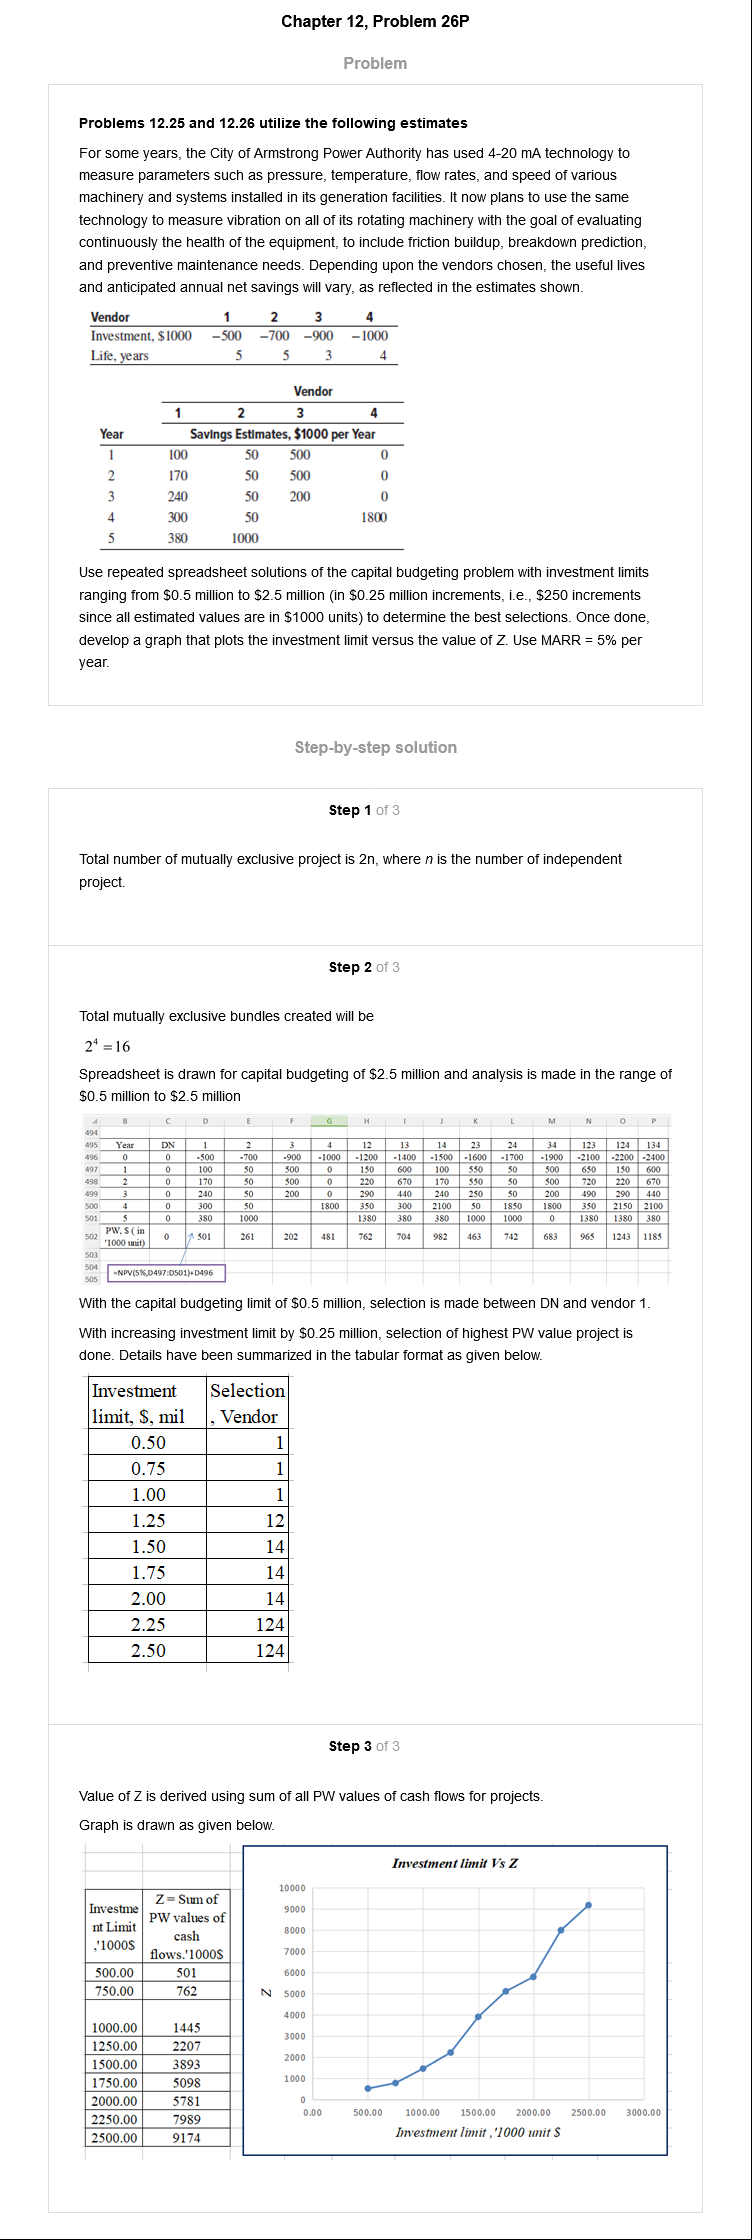 Chapter 12, Problem 26P
Problem
Problems 12.25 and 12.26 utilize the following estimates
For some years, the City of Armstrong Power Authority has used 4-20 mA technology to
measure parameters such as pressure, temperature, flow rates, and speed of various
machinery and systems installed in its generation facilities. It now plans to use the same
technology to measure vibration on all of its rotating machinery with the goal of evaluating
continuously the health of the equipment, to include friction buildup, breakdown prediction,
and preventive maintenance needs. Depending upon the vendors chosen, the useful lives
and anticipated annual net savings will vary, as reflected in the estimates shown.
Vendor 1 2 3 4
Investment, $1000 −500 −700 −900 −1000
Life, years 5 5 3 4
Vendor
1 2 3 4
Year Savings Estimates, $1000 per Year
1 100 50 500 0
2 170 50 500 0
3 240 50 200 0
4 300 50 1800
5 380 1000
Use repeated spreadsheet solutions of the capital budgeting problem with investment limits
ranging from $0.5 million to $2.5 million (in $0.25 million increments, i.e., $250 increments
since all estimated values are in $1000 units) to determine the best selections. Once done,
develop a graph that plots the investment limit versus the value of Z. Use MARR = 5% per
year.
Step-by-step solution
Step 1 of 3
Total number of mutually exclusive project is 2n, where n is the number of independent
project.
Step 2 of 3
Total mutually exclusive bundles created will be
2⁴ = 16
Spreadsheet is drawn for capital budgeting of $2.5 million and analysis is made in the range of
$0.5 million to $2.5 million
B C D E F G H I J K L M N O P
494
495 Year DN 1 2 3 4 12 13 14 23 24 34 123 124 134
496 0 0 -500 -700 -900 -1000 -1200 -1400 -1500 -1600 -1700 -1900 -2100 -2200 -2400
497 1 0 100 50 500 0 150 600 100 550 50 500 650 150 600
498 2 0 170 50 500 0 220 670 170 550 50 500 720 220 670
499 3 0 240 50 200 0 290 440 240 250 50 200 490 290 440
500 4 0 300 50 1800 350 300 2100 50 1850 1800 350 2150 2100
501 5 0 380 1000 1380 380 380 1000 1000 0 1380 1380 380
502 PW, $ ( in '1000 unit) 0 501 261 202 481 762 704 982 463 742 683 965 1243 1185
503
504 =NPV(5%,D497:D501)+D496
505
With the capital budgeting limit of $0.5 million, selection is made between DN and vendor 1.
With increasing investment limit by $0.25 million, selection of highest PW value project is
done. Details have been summarized in the tabular format as given below.
Investment limit, $, mil Selection , Vendor
0.50 1
0.75 1
1.00 1
1.25 12
1.50 14
1.75 14
2.00 14
2.25 124
2.50 124
Step 3 of 3
Value of Z is derived using sum of all PW values of cash flows for projects.
Graph is drawn as given below.
Investme nt Limit ,'1000$ Z = Sum of PW values of cash flows.'1000$
500.00 501
750.00 762
1000.00 1445
1250.00 2207
1500.00 3893
1750.00 5098
2000.00 5781
2250.00 7989
2500.00 9174
Investment limit Vs Z
10000
9000
8000
7000
6000
5000
4000
3000
2000
1000
0
Z
0.00 500.00 1000.00 1500.00 2000.00 2500.00 3000.00
Investment limit ,'1000 unit $